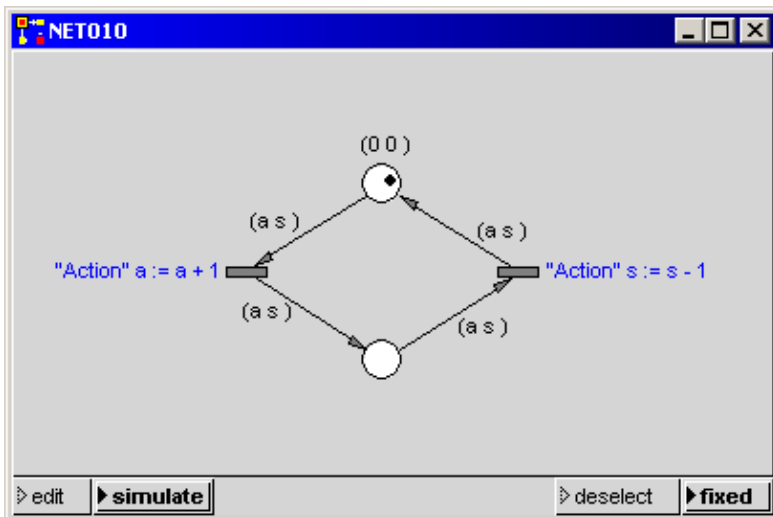 NET010
(0 0 )
(a s )
(a s )
"Action" a := a + 1
"Action" s := s - 1
(a s )
(a s )
edit
simulate
deselect
fixed